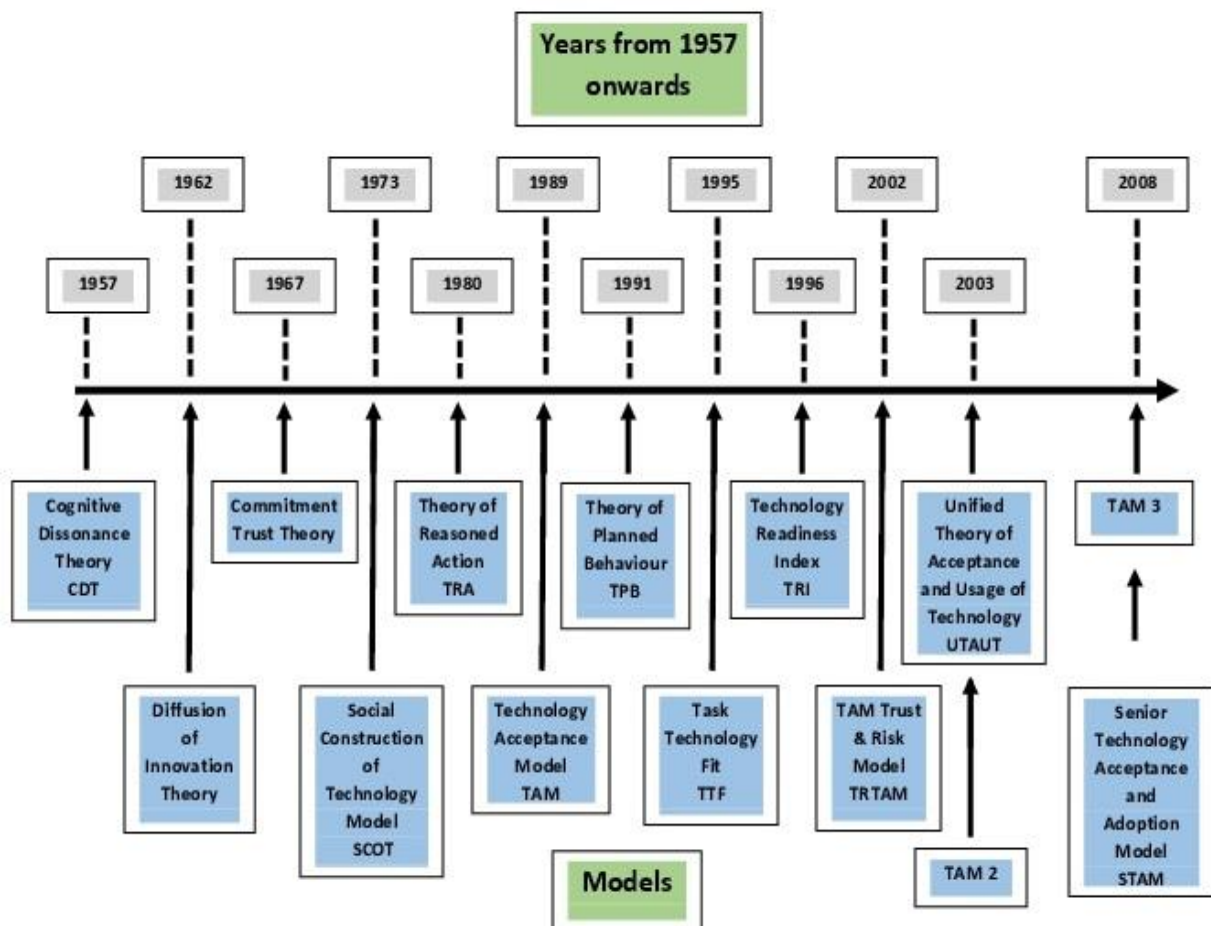 Years from 1957
onwards
1962
1973
1989
1995
2002
2008
1957
1967
1980
1991
1996
2003
Cognitive
Dissonance
Theory
CDT
Commitment
Trust Theory
Theory of
Reasoned
Action
TRA
Theory of
Planned
Behaviour
TPB
Technology
Readiness
Index
TRI
Unified
Theory of
Acceptance
and Usage of
Technology
UTAUT
TAM 3
Diffusion
of
Innovation
Theory
Social
Construction
of
Technology
Model
SCOT
Technology
Acceptance
Model
TAM
Task
Technology
Fit
TTF
TAM Trust
& Risk
Model
TRTAM
Senior
Technology
Acceptance
and
Adoption
Model
STAM
TAM 2
Models